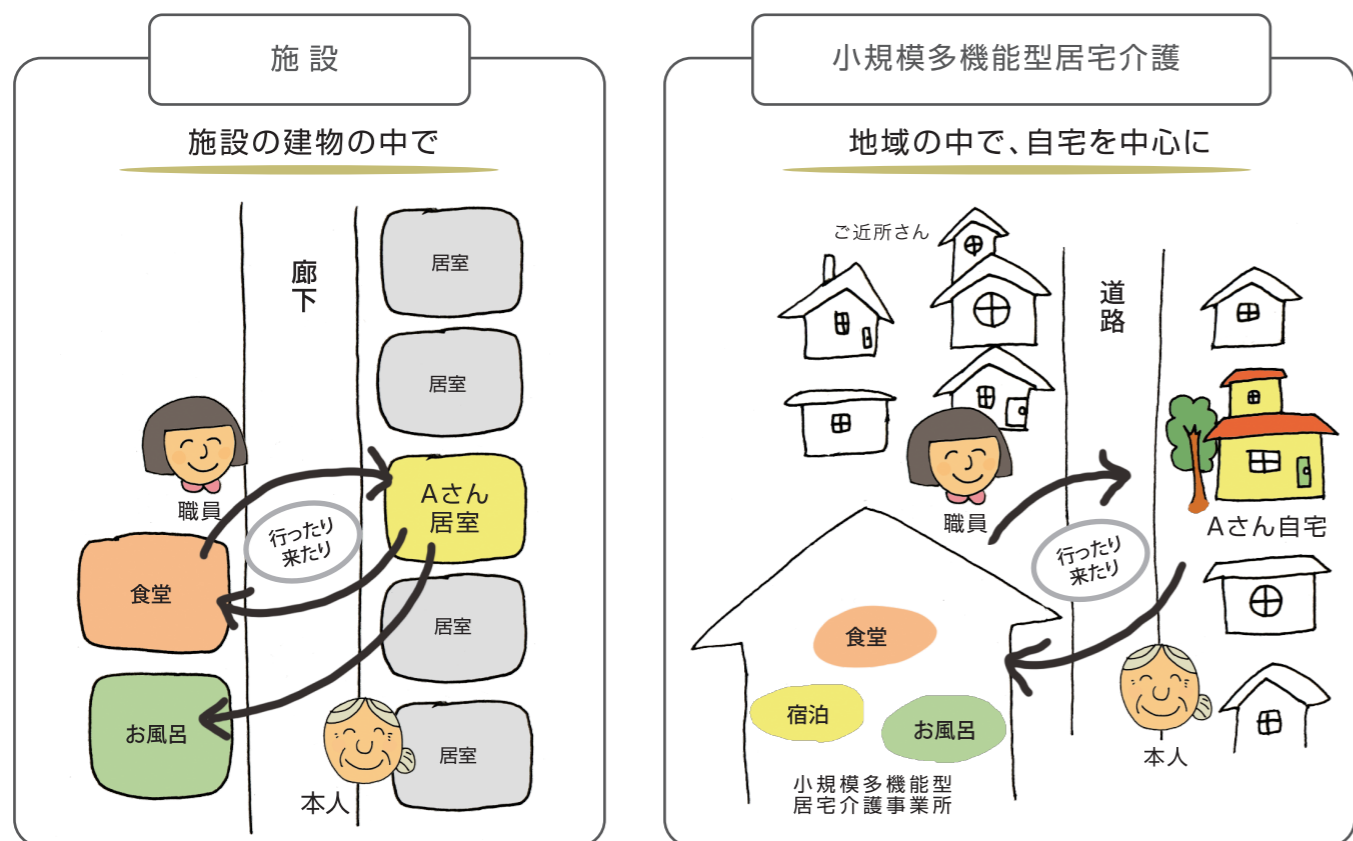 施設
施設の建物の中で
廊下
居室
居室
職員
Aさん
居室
行ったり
来たり
食堂
居室
お風呂
居室
本人
小規模多機能型居宅介護
地域の中で、自宅を中心に
ご近所さん
道路
職員
Aさん自宅
行ったり
来たり
食堂
宿泊
お風呂
本人
小規模多機能型
居宅介護事業所